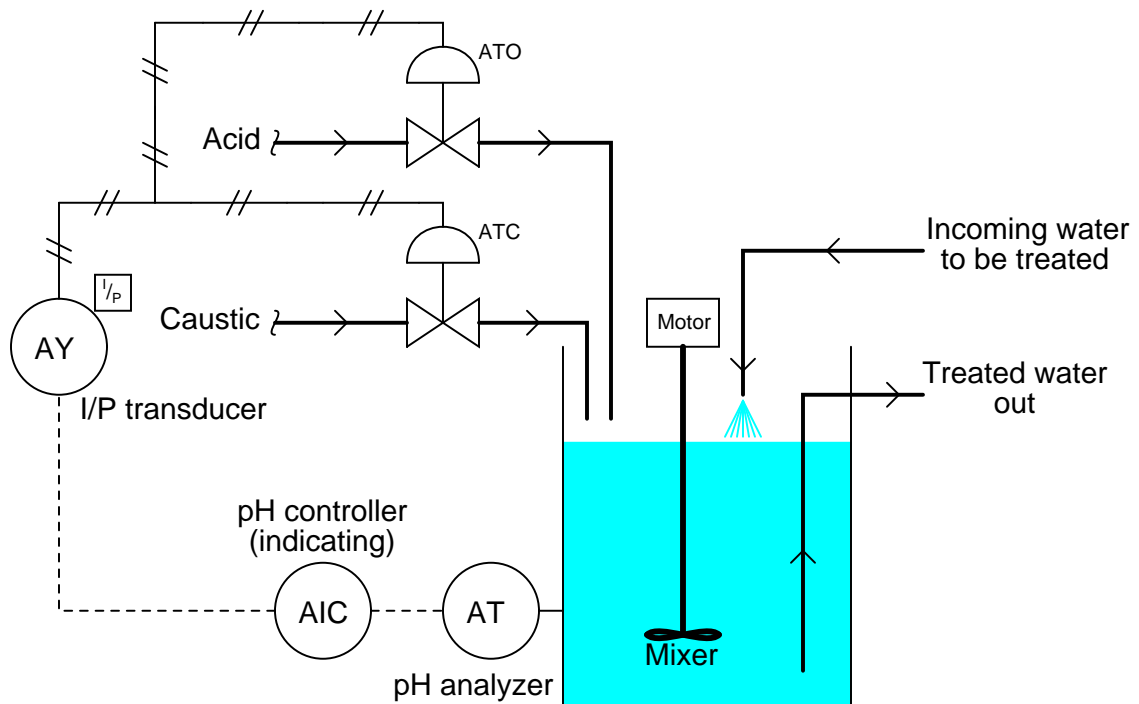 ATO
Acid
ATC
Incoming water
to be treated
I/P
Caustic
Motor
AY
Treated water
out
I/P transducer
pH controller
(indicating)
AIC
AT
Mixer
pH analyzer